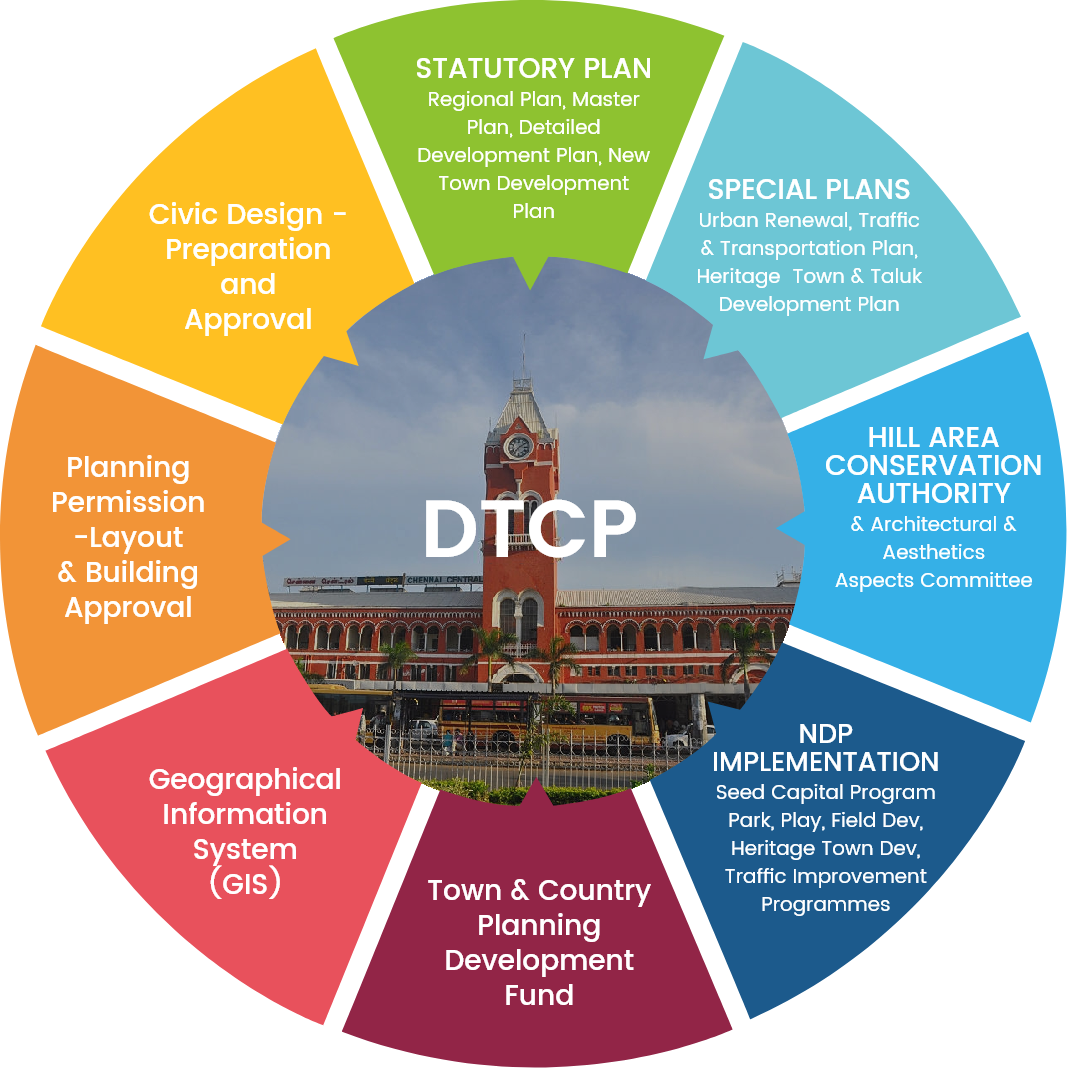 STATUTORY PLAN
Regional Plan, Master
Plan, Detailed
Development Plan, New
Town Development
Plan
SPECIAL PLANS
Urban Renewal, Traffic
& Transportation Plan,
Heritage Town & Taluk
Development Plan
HILL AREA
CONSERVATION
AUTHORITY
& Architectural &
Aesthetics
Aspects Committee
NDP
IMPLEMENTATION
Seed Capital Program
Park, Play, Field Dev,
Heritage Town Dev,
Traffic Improvement
Programmes
Town & Country
Planning
Development
Fund
Geographical
Information
System
(GIS)
Planning
Permission
-Layout
& Building
Approval
Civic Design -
Preparation
and
Approval
DTCP
CHENNAI CENTRAL